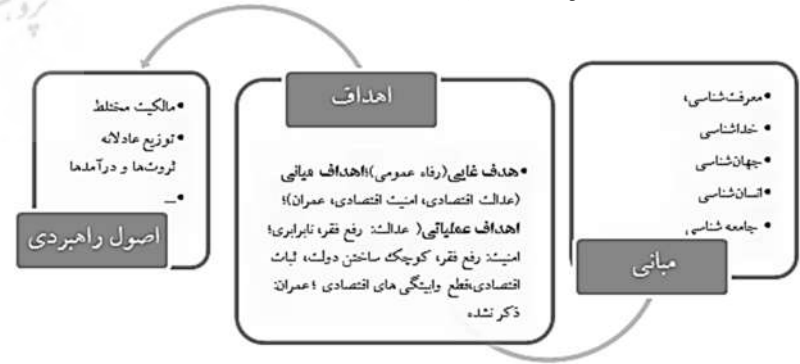 •معرفت‌شناسی،
• خداشناسی
•جهان‌شناسی
•انسان‌شناسی
• جامعه شناسی
مبانی
اهداف
•هدف غایی(رفاه عمومی)؛اهداف میانی
(عدالت اقتصادی، امنیت اقتصادی، عمران)؛
اهداف عملیاتی( عدالت: رفع فقر، نابرابری؛
امنیت: رفع فقر، کوچک ساختن دولت، ثبات
اقتصادی،قطع وابستگی های اقتصادی ؛عمران:
ذکر نشده
•مالکیت مختلط
•توزیع عادلانه
ثروت‌ها و درآمدها
•...
اصول راهبردی